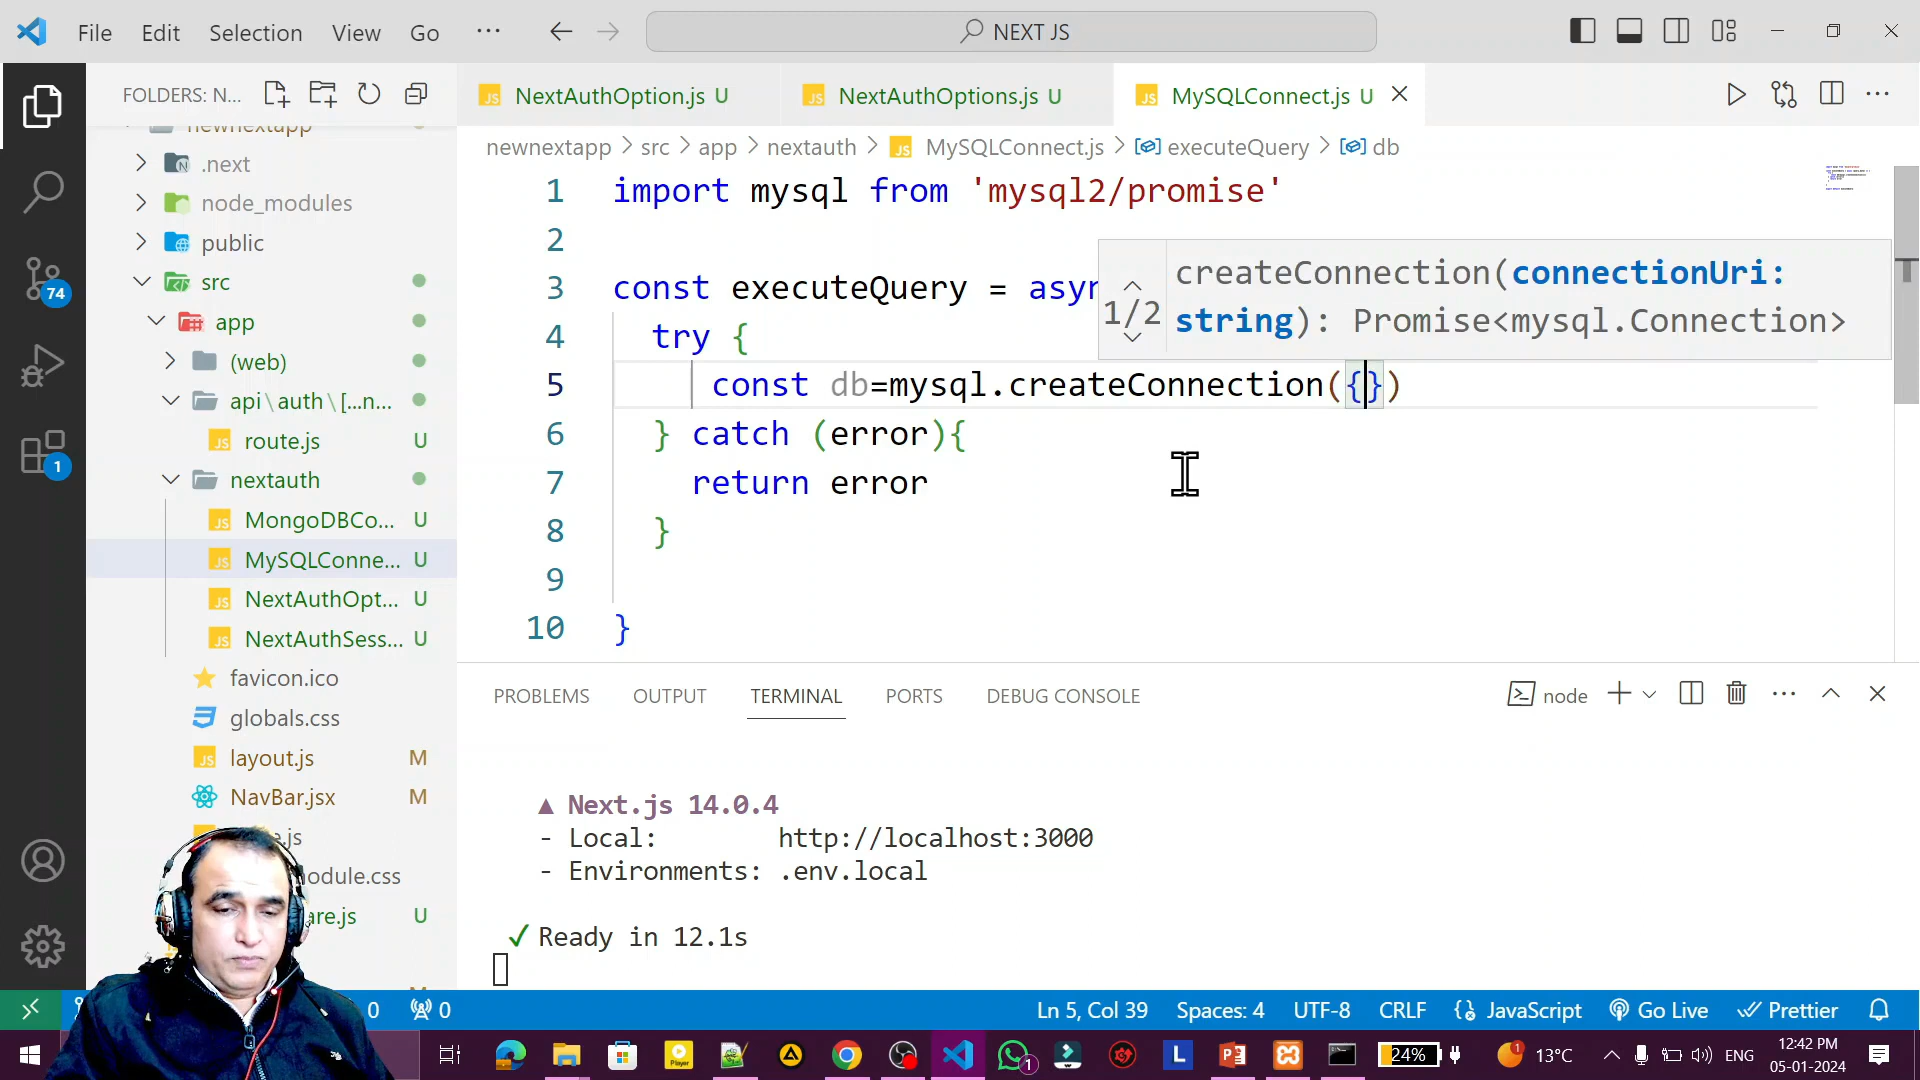 File Edit Selection View Go ··· NEXT JS
FOLDERS: N...
NextAuthOption.js U NextAuthOptions.js U MySQLConnect.js U
newnextapp > src > app > nextauth > MySQLConnect.js > executeQuery > db
newnextapp
.next
node_modules
public
src
app
(web)
api\auth\[...n...
route.js U
nextauth
MongoDBCo... U
MySQLConne... U
NextAuthOpt... U
NextAuthSess... U
favicon.ico
globals.css
layout.js M
NavBar.jsx M
74
1
1 import mysql from 'mysql2/promise'
2
3 const executeQuery = asyn
4 try {
5 const db=mysql.createConnection({})
6 } catch (error){
7 return error
8 }
9
10 }
1/2 createConnection(connectionUri:
string): Promise<mysql.Connection>
PROBLEMS OUTPUT TERMINAL PORTS DEBUG CONSOLE node
▲ Next.js 14.0.4
- Local: http://localhost:3000
- Environments: .env.local
✓ Ready in 12.1s
0 0 Ln 5, Col 39 Spaces: 4 UTF-8 CRLF JavaScript Go Live Prettier
24% 13°C ENG 12:42 PM
05-01-2024